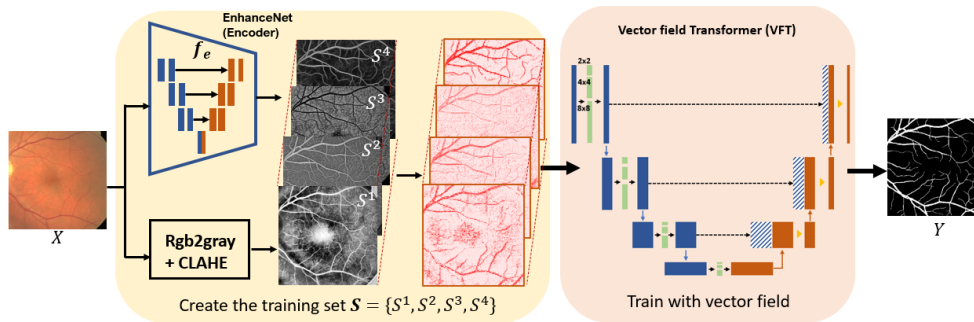 EnhanceNet
(Encoder)
f_e
S^4
S^3
S^2
S^1
X
Rgb2gray
+ CLAHE
Create the training set S = {S^1, S^2, S^3, S^4}
Vector field Transformer (VFT)
2x2
4x4
8x8
Train with vector field
Y